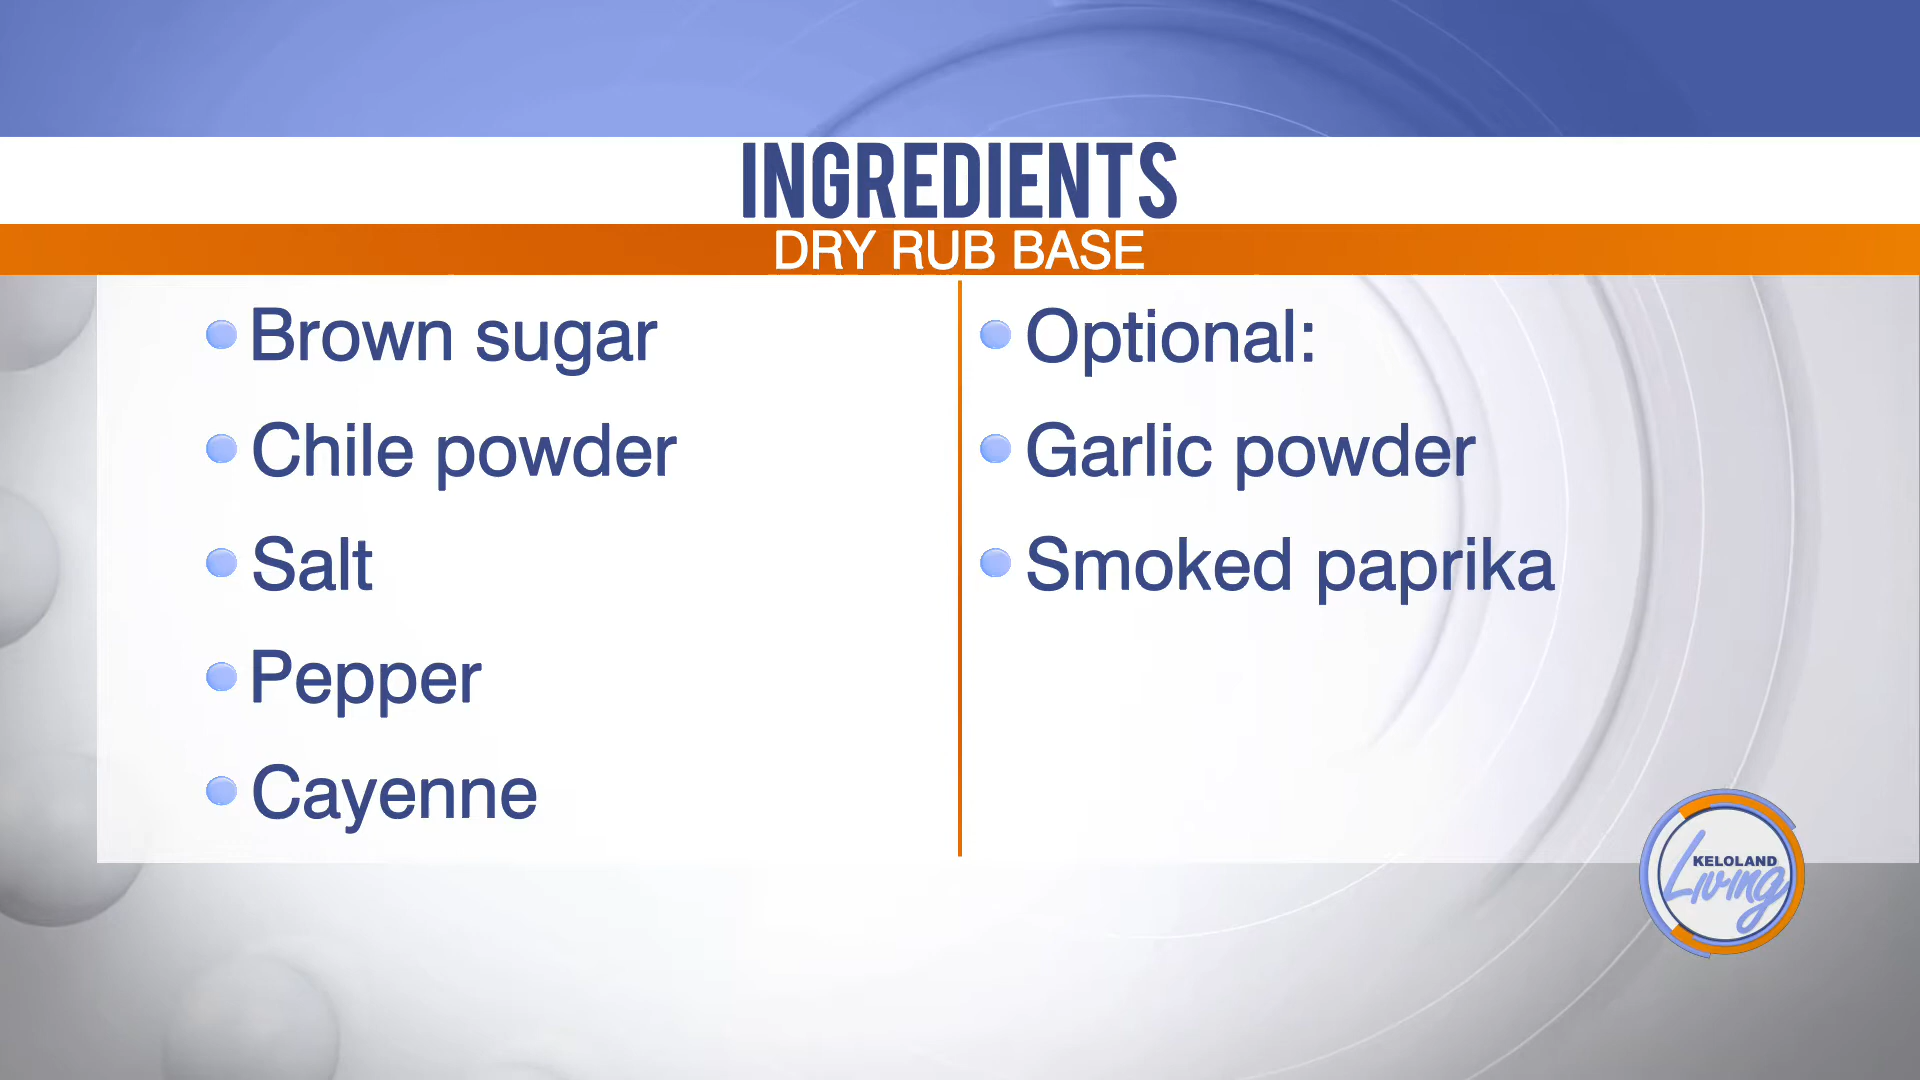 INGREDIENTS
DRY RUB BASE
Brown sugar
Chile powder
Salt
Pepper
Cayenne
Optional:
Garlic powder
Smoked paprika
KELOLAND
Living